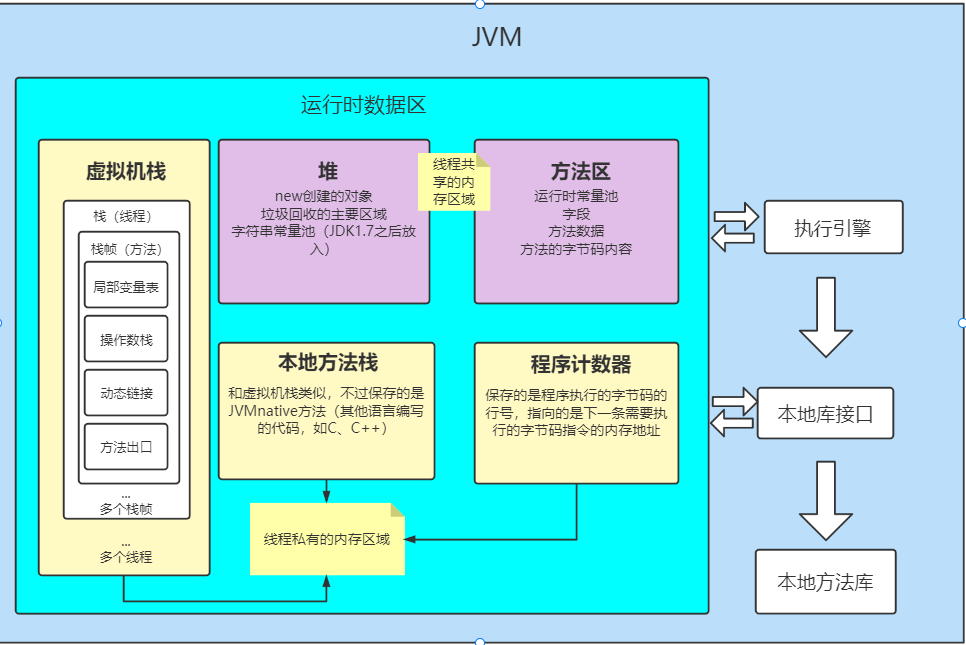 JVM
运行时数据区
虚拟机栈
栈（线程）
栈帧（方法）
局部变量表
操作数栈
动态链接
方法出口
...
多个栈帧
...
多个线程
堆
new创建的对象
垃圾回收的主要区域
字符串常量池（JDK1.7之后放
入）
线程共
享的内
存区域
方法区
运行时常量池
字段
方法数据
方法的字节码内容
本地方法栈
和虚拟机栈类似，不过保存的是
JVMnative方法（其他语言编写
的代码，如C、C++）
程序计数器
保存的是程序执行的字节码的
行号，指向的是下一条需要执
行的字节码指令的内存地址
线程私有的内存区域
执行引擎
本地库接口
本地方法库